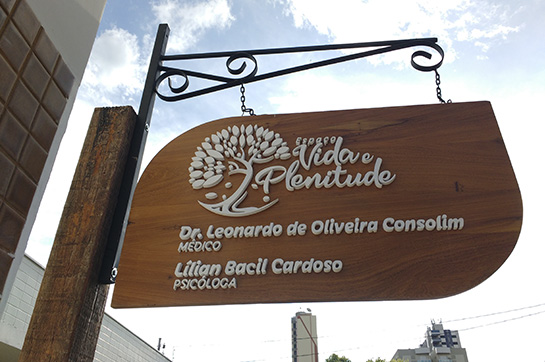 Espaço
Vida e
Plenitude
Dr. Leonardo de Oliveira Consolim
MÉDICO
Lílian Bacil Cardoso
PSICÓLOGA